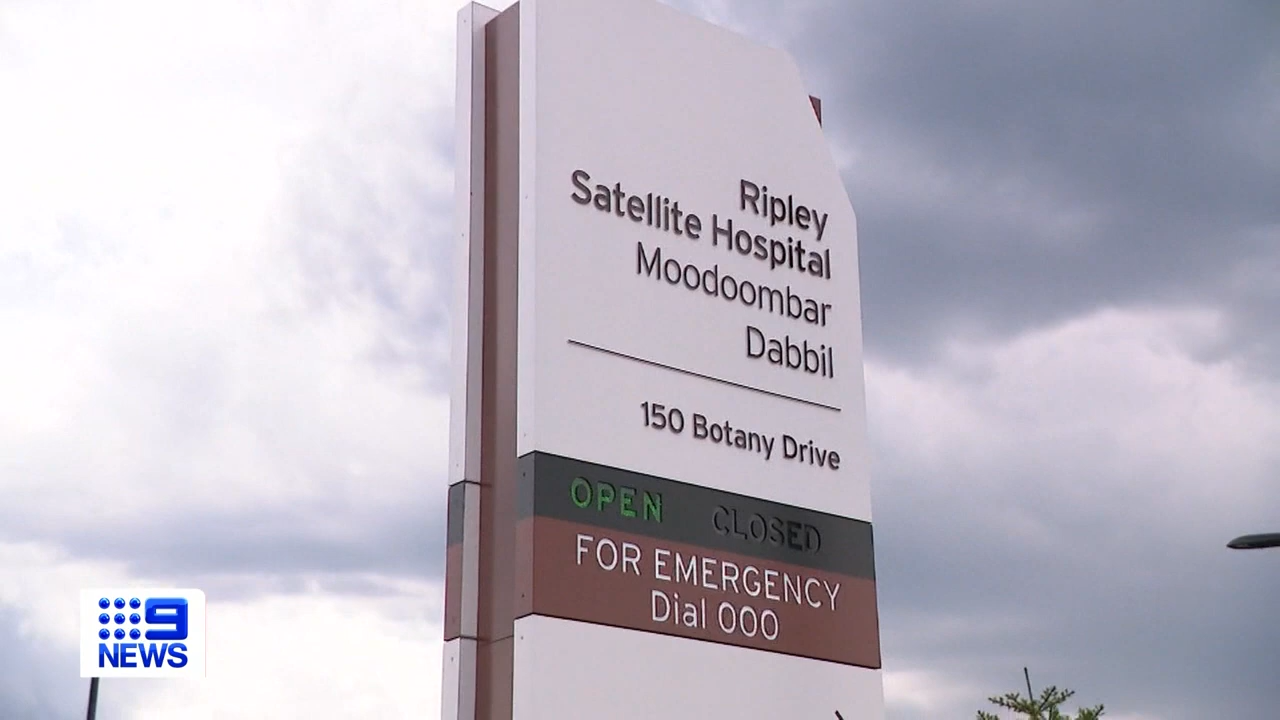 Ripley
Satellite Hospital
Moodoombar
Dabbil
150 Botany Drive
OPEN CLOSED
FOR EMERGENCY
Dial 000
9
NEWS